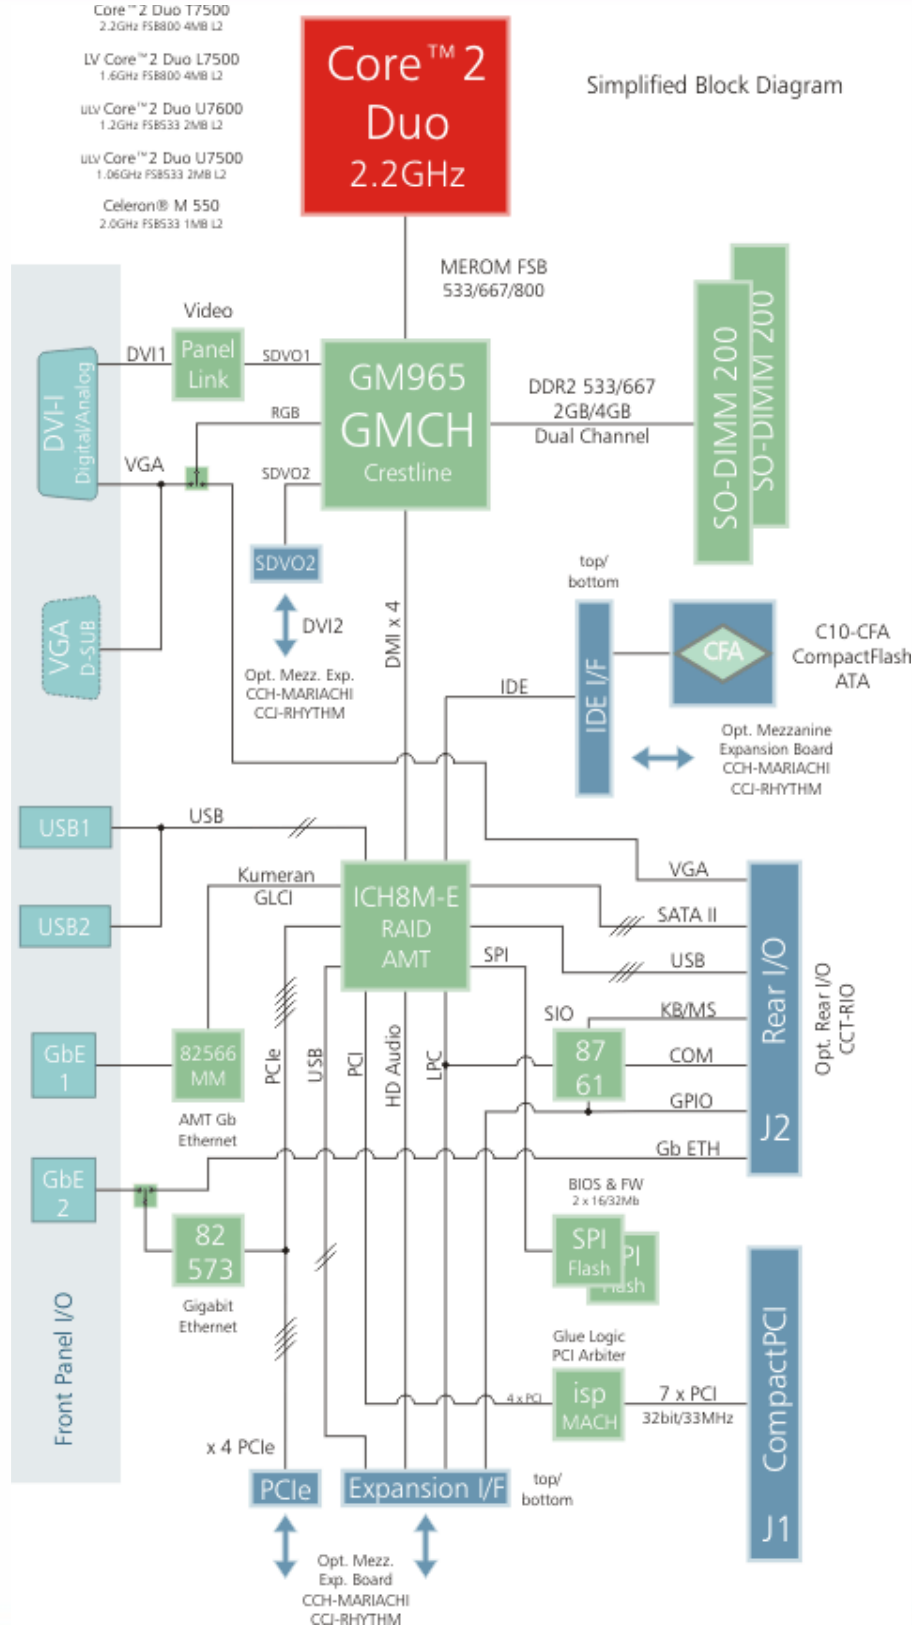 Core™2 Duo T7500
2.2GHz FSB800 4MB L2
LV Core™2 Duo L7500
1.6GHz FSB800 4MB L2
ULV Core™2 Duo U7600
1.2GHz FSB533 2MB L2
ULV Core™2 Duo U7500
1.06GHz FSB533 2MB L2
Celeron® M 550
2.0GHz FSB533 1MB L2
Core™2
Duo
2.2GHz
Simplified Block Diagram
MEROM FSB
533/667/800
Video
Panel
Link
DVI1
SDVO1
RGB
VGA
SDVO2
DVI-I
Digital/Analog
GM965
GMCH
Crestline
DDR2 533/667
2GB/4GB
Dual Channel
SO-DIMM 200
SO-DIMM 200
SDVO2
DVI2
Opt. Mezz. Exp.
CCH-MARIACHI
CCJ-RHYTHM
VGA
D-SUB
DMI x 4
IDE
top/
bottom
IDE I/F
CFA
C10-CFA
CompactFlash
ATA
Opt. Mezzanine
Expansion Board
CCH-MARIACHI
CCJ-RHYTHM
USB1
USB
USB2
Kumeran
GLCI
ICH8M-E
RAID
AMT
SPI
VGA
SATA II
USB
KB/MS
COM
GPIO
Gb ETH
Rear I/O
J2
Opt. Rear I/O
CCT-RIO
SIO
87
61
GbE
1
82566
MM
AMT Gb
Ethernet
PCIe
USB
PCI
HD Audio
LPC
GbE
2
82
573
Gigabit
Ethernet
BIOS & FW
2 x 16/32Mb
SPI
Flash
PI
Flash
Glue Logic
PCI Arbiter
4 x PCI
isp
MACH
7 x PCI
32bit/33MHz
CompactPCI
J1
Front Panel I/O
x 4 PCIe
PCIe
Expansion I/F
top/
bottom
Opt. Mezz.
Exp. Board
CCH-MARIACHI
CCJ-RHYTHM